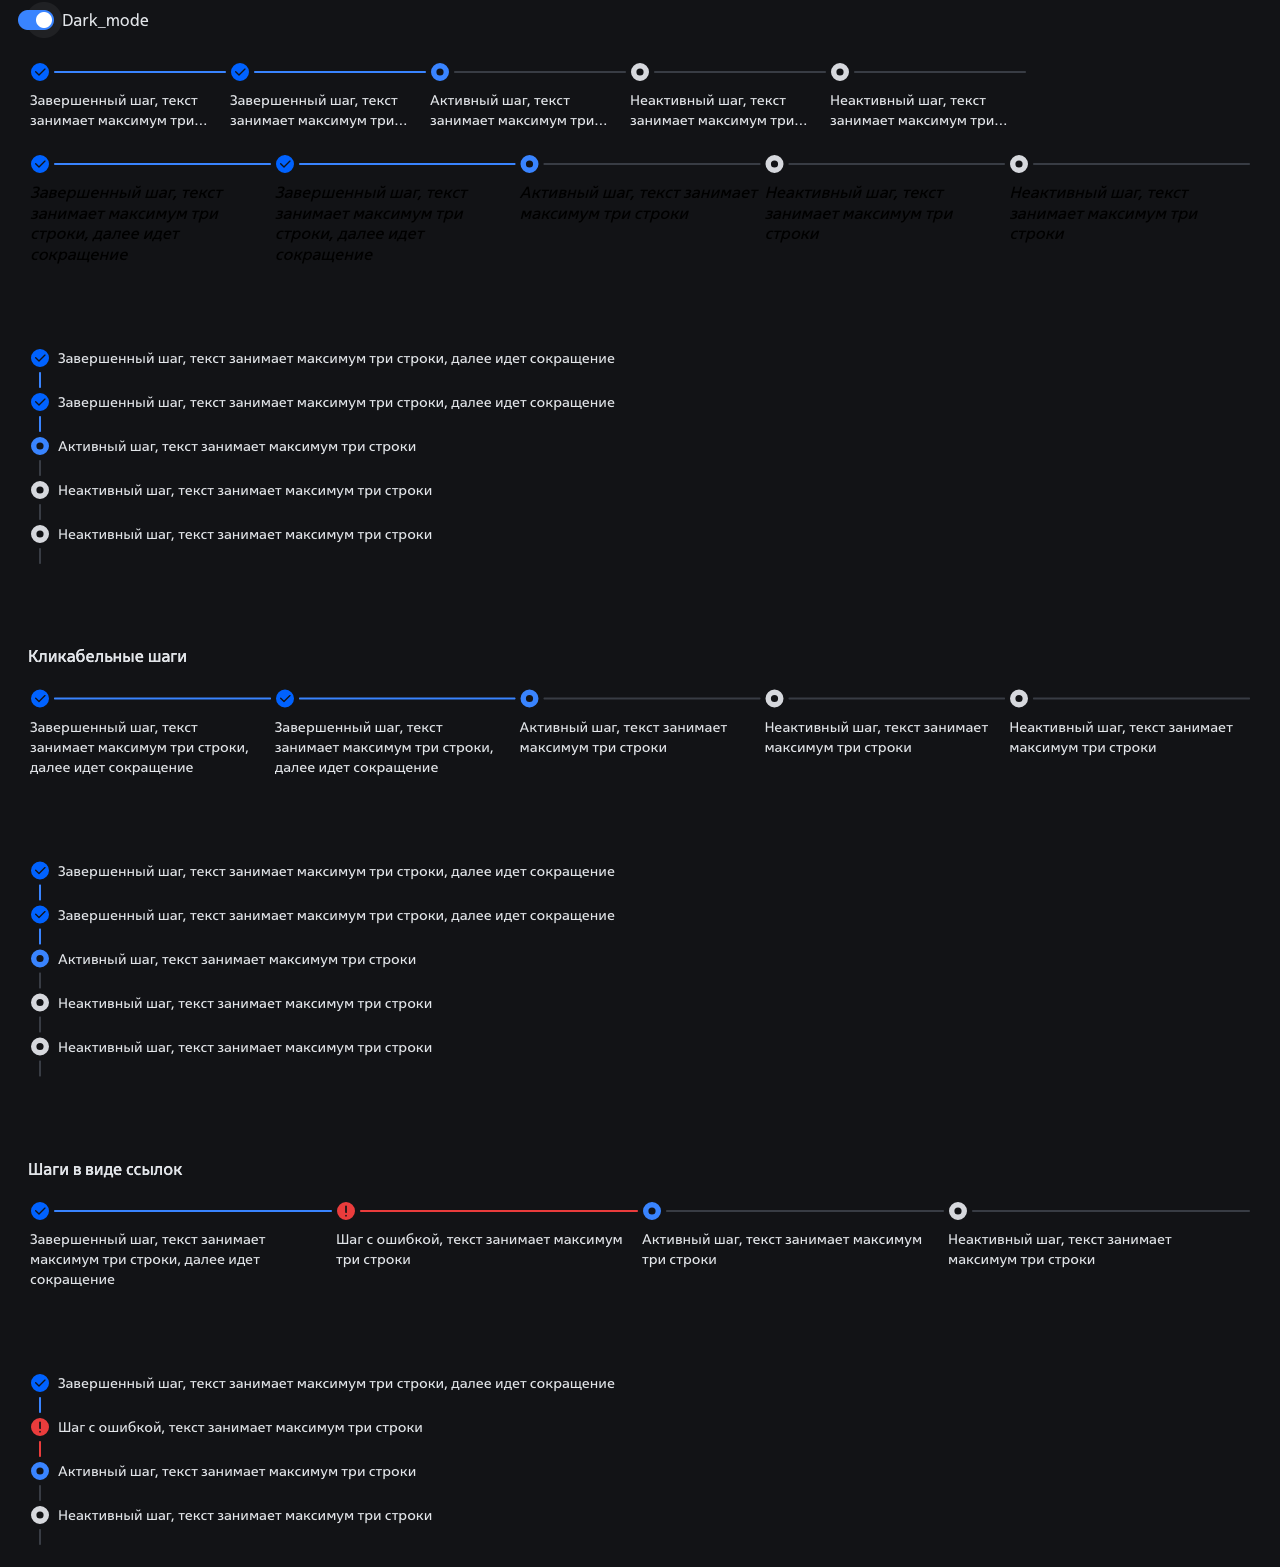 Dark_mode
Завершенный шаг, текст занимает максимум три...
Завершенный шаг, текст занимает максимум три...
Активный шаг, текст занимает максимум три...
Неактивный шаг, текст занимает максимум три...
Неактивный шаг, текст занимает максимум три...
Завершенный шаг, текст занимает максимум три строки, далее идет сокращение
Завершенный шаг, текст занимает максимум три строки, далее идет сокращение
Активный шаг, текст занимает максимум три строки
Неактивный шаг, текст занимает максимум три строки
Неактивный шаг, текст занимает максимум три строки
Завершенный шаг, текст занимает максимум три строки, далее идет сокращение
Завершенный шаг, текст занимает максимум три строки, далее идет сокращение
Активный шаг, текст занимает максимум три строки
Неактивный шаг, текст занимает максимум три строки
Неактивный шаг, текст занимает максимум три строки
Кликабельные шаги
Завершенный шаг, текст занимает максимум три строки, далее идет сокращение
Завершенный шаг, текст занимает максимум три строки, далее идет сокращение
Активный шаг, текст занимает максимум три строки
Неактивный шаг, текст занимает максимум три строки
Неактивный шаг, текст занимает максимум три строки
Завершенный шаг, текст занимает максимум три строки, далее идет сокращение
Завершенный шаг, текст занимает максимум три строки, далее идет сокращение
Активный шаг, текст занимает максимум три строки
Неактивный шаг, текст занимает максимум три строки
Неактивный шаг, текст занимает максимум три строки
Шаги в виде ссылок
Завершенный шаг, текст занимает максимум три строки, далее идет сокращение
Шаг с ошибкой, текст занимает максимум три строки
Активный шаг, текст занимает максимум три строки
Неактивный шаг, текст занимает максимум три строки
Завершенный шаг, текст занимает максимум три строки, далее идет сокращение
Шаг с ошибкой, текст занимает максимум три строки
Активный шаг, текст занимает максимум три строки
Неактивный шаг, текст занимает максимум три строки